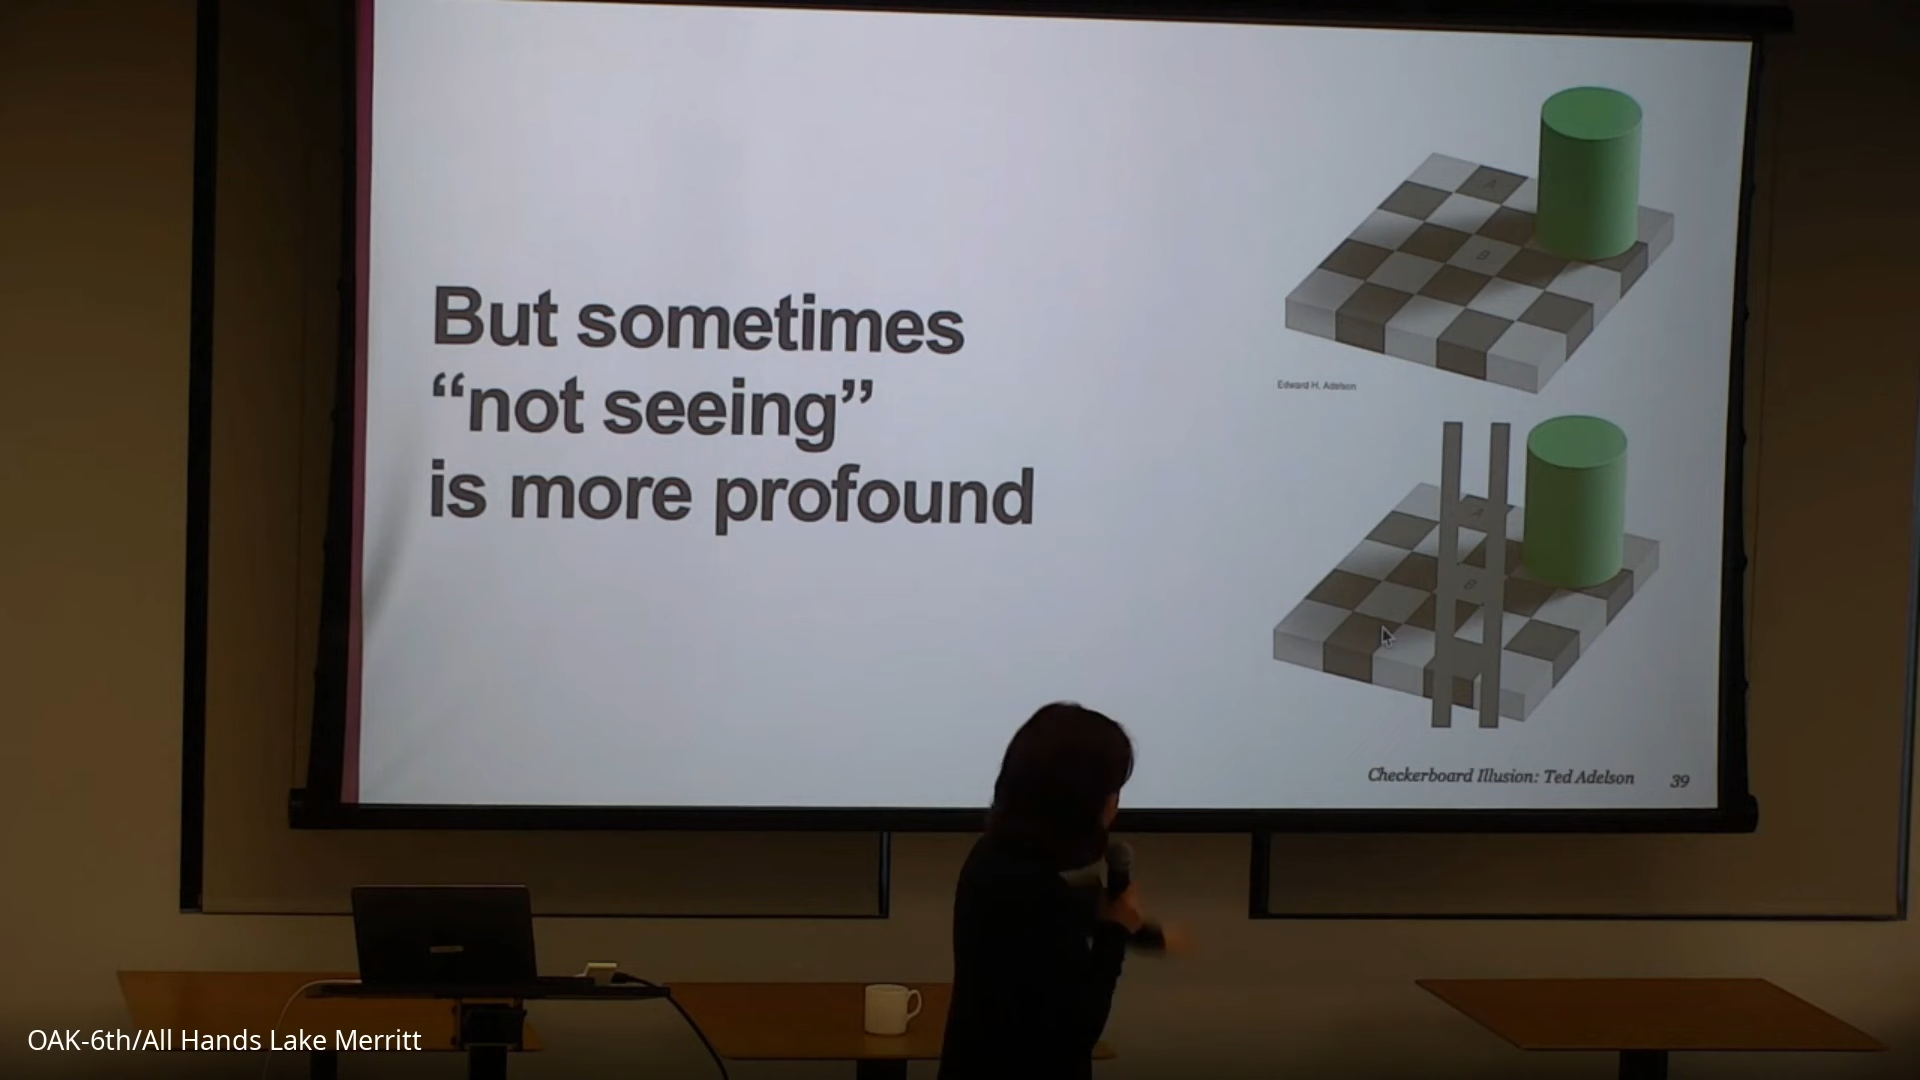 But sometimes
“not seeing”
is more profound
A
B
Edward H. Adelson
A
B
Checkerboard Illusion: Ted Adelson
39
OAK-6th/All Hands Lake Merritt